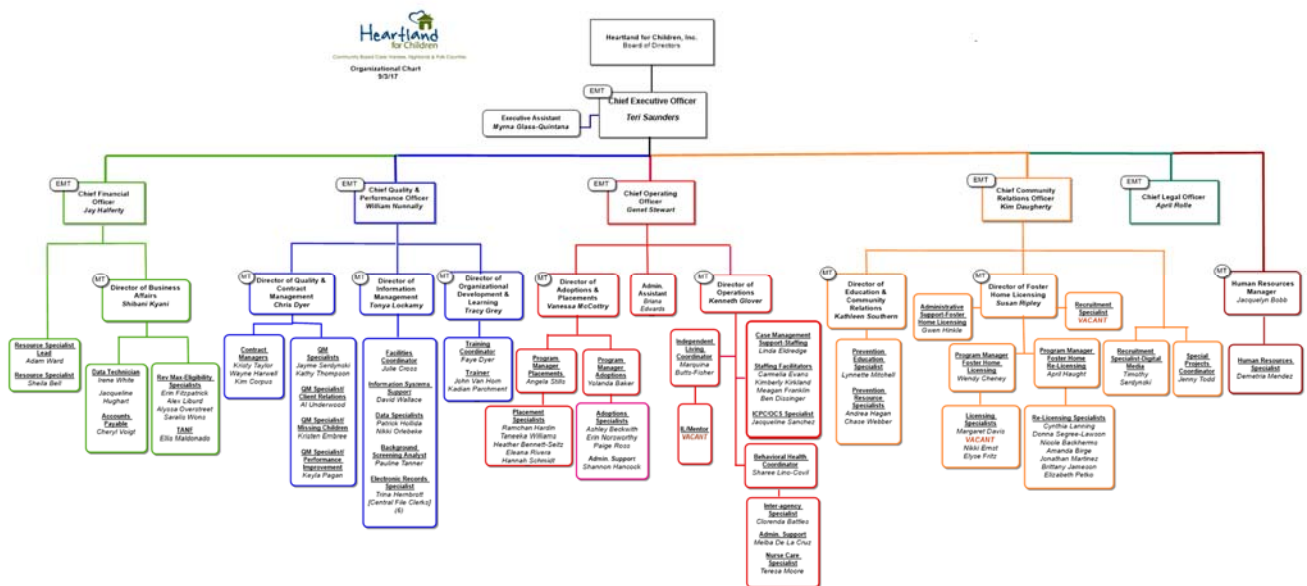 Heartland
for Children
Community Based Care: Hardee, Highlands & Polk Counties
Organizational Chart
9/3/17
Heartland for Children, Inc.
Board of Directors
EMT
Chief Executive Officer
Teri Saunders
Executive Assistant
Myrna Glass-Quintana
EMT
Chief Financial
Officer
Jay Halferty
EMT
Chief Quality &
Performance Officer
William Nunnally
EMT
Chief Operating
Officer
Genet Stewart
EMT
Chief Community
Relations Officer
Kim Daugherty
EMT
Chief Legal Officer
April Rolle
MT
Director of Business
Affairs
Shibani Kyani
MT
Director of Quality &
Contract
Management
Chris Dyer
MT
Director of
Information
Management
Tonya Lockamy
MT
Director of
Organizational
Development &
Learning
Tracy Grey
MT
Director of
Adoptions &
Placements
Vanessa McCottry
Admin.
Assistant
Briana
Edwards
MT
Director of
Operations
Kenneth Glover
MT
Director of
Education &
Community
Relations
Kathleen Southern
Administrative
Support-Foster
Home Licensing
Gwen Hinkle
MT
Director of Foster
Home Licensing
Susan Ripley
Recruitment
Specialist
VACANT
MT
Human Resources
Manager
Jacquelyn Bobb
Resource Specialist
Lead
Adam Ward
Resource Specialist
Sheila Bell
Data Technician
Irene White
Jacqueline
Hughart
Accounts
Payable
Cheryl Voigt
Rev Max-Eligibility
Specialists
Erin Fitzpatrick
Alex Liburd
Alyssa Overstreet
Saralis Wons
TANF
Ellis Maldonado
Contract
Managers
Kristy Taylor
Wayne Harwell
Kim Corpus
QM
Specialists
Jayme Serdynski
Kathy Thompson
QM Specialist/
Client Relations
Al Underwood
QM Specialist/
Missing Children
Kristen Embree
QM Specialist/
Performance
Improvement
Kayla Pagan
Facilities
Coordinator
Julie Cross
Information Systems
Support
David Wallace
Data Specialists
Patrick Hollida
Nikki Orlebeke
Background
Screening Analyst
Pauline Tanner
Electronic Records
Specialist
Trina Hembrott
[Central File Clerks]
(6)
Training
Coordinator
Faye Dyer
Trainer
John Van Horn
Kadian Parchment
Program
Manager
Placements
Angela Stits
Program
Manager
Adoptions
Yolanda Baker
Placement
Specialists
Ramchan Hardin
Taneeka Williams
Heather Bennett-Seitz
Eileana Rivera
Hannah Schmidt
Adoptions
Specialists
Ashley Beckwith
Erin Norsworthy
Paige Ross
Admin. Support
Shannon Hancock
Independent
Living
Coordinator
Marquina
Butts-Fisher
IL/Mentor
VACANT
Case Management
Support Staffing
Linda Eldredge
Staffing Facilitators
Carmelia Evans
Kimberly Kirkland
Meagan Franklin
Ben Dissinger
ICPC/OCS Specialist
Jacqueline Sanchez
Behavioral Health
Coordinator
Sharee Lino-Covil
Inter-agency
Specialist
Clorenda Battles
Admin. Support
Melba De La Cruz
Nurse Care
Specialist
Teresa Moore
Prevention
Education
Specialist
Lynnette Mitchell
Prevention
Resource
Specialists
Andrea Hagan
Chase Webber
Program Manager
Foster Home
Licensing
Wendy Cheney
Program Manager
Foster Home
Re-Licensing
April Haught
Licensing
Specialists
Margaret Davis
VACANT
Nikki Ernst
Elyse Fritz
Re-Licensing Specialists
Cynthia Lanning
Donna Segree-Lawson
Nicole Backherms
Amanda Birge
Jonathan Martinez
Brittany Jameson
Elizabeth Petko
Recruitment
Specialist-Digital
Media
Timothy
Serdynski
Special
Projects
Coordinator
Jenny Todd
Human Resources
Specialist
Demetria Mendez